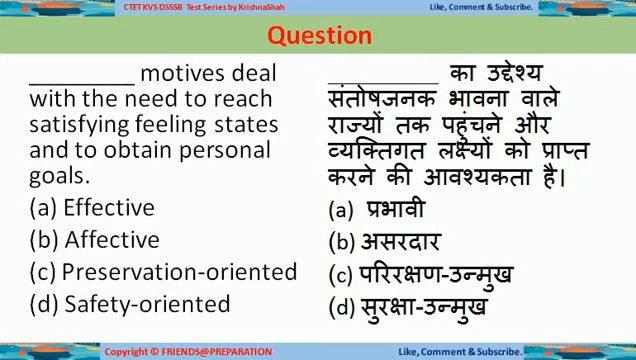 CTET KVS DSSSB Test Series by KrishnaShah
Like, Comment & Subscribe.
Question
________ motives deal
with the need to reach
satisfying feeling states
and to obtain personal
goals.
(a) Effective
(b) Affective
(c) Preservation-oriented
(d) Safety-oriented
________ का उद्देश्य
संतोषजनक भावना वाले
राज्यों तक पहुंचने और
व्यक्तिगत लक्ष्यों को प्राप्त
करने की आवश्यकता है।
(a) प्रभावी
(b) असरदार
(c) परिरक्षण-उन्मुख
(d) सुरक्षा-उन्मुख
Copyright © FRIENDS@PREPARATION
Like, Comment & Subscribe.